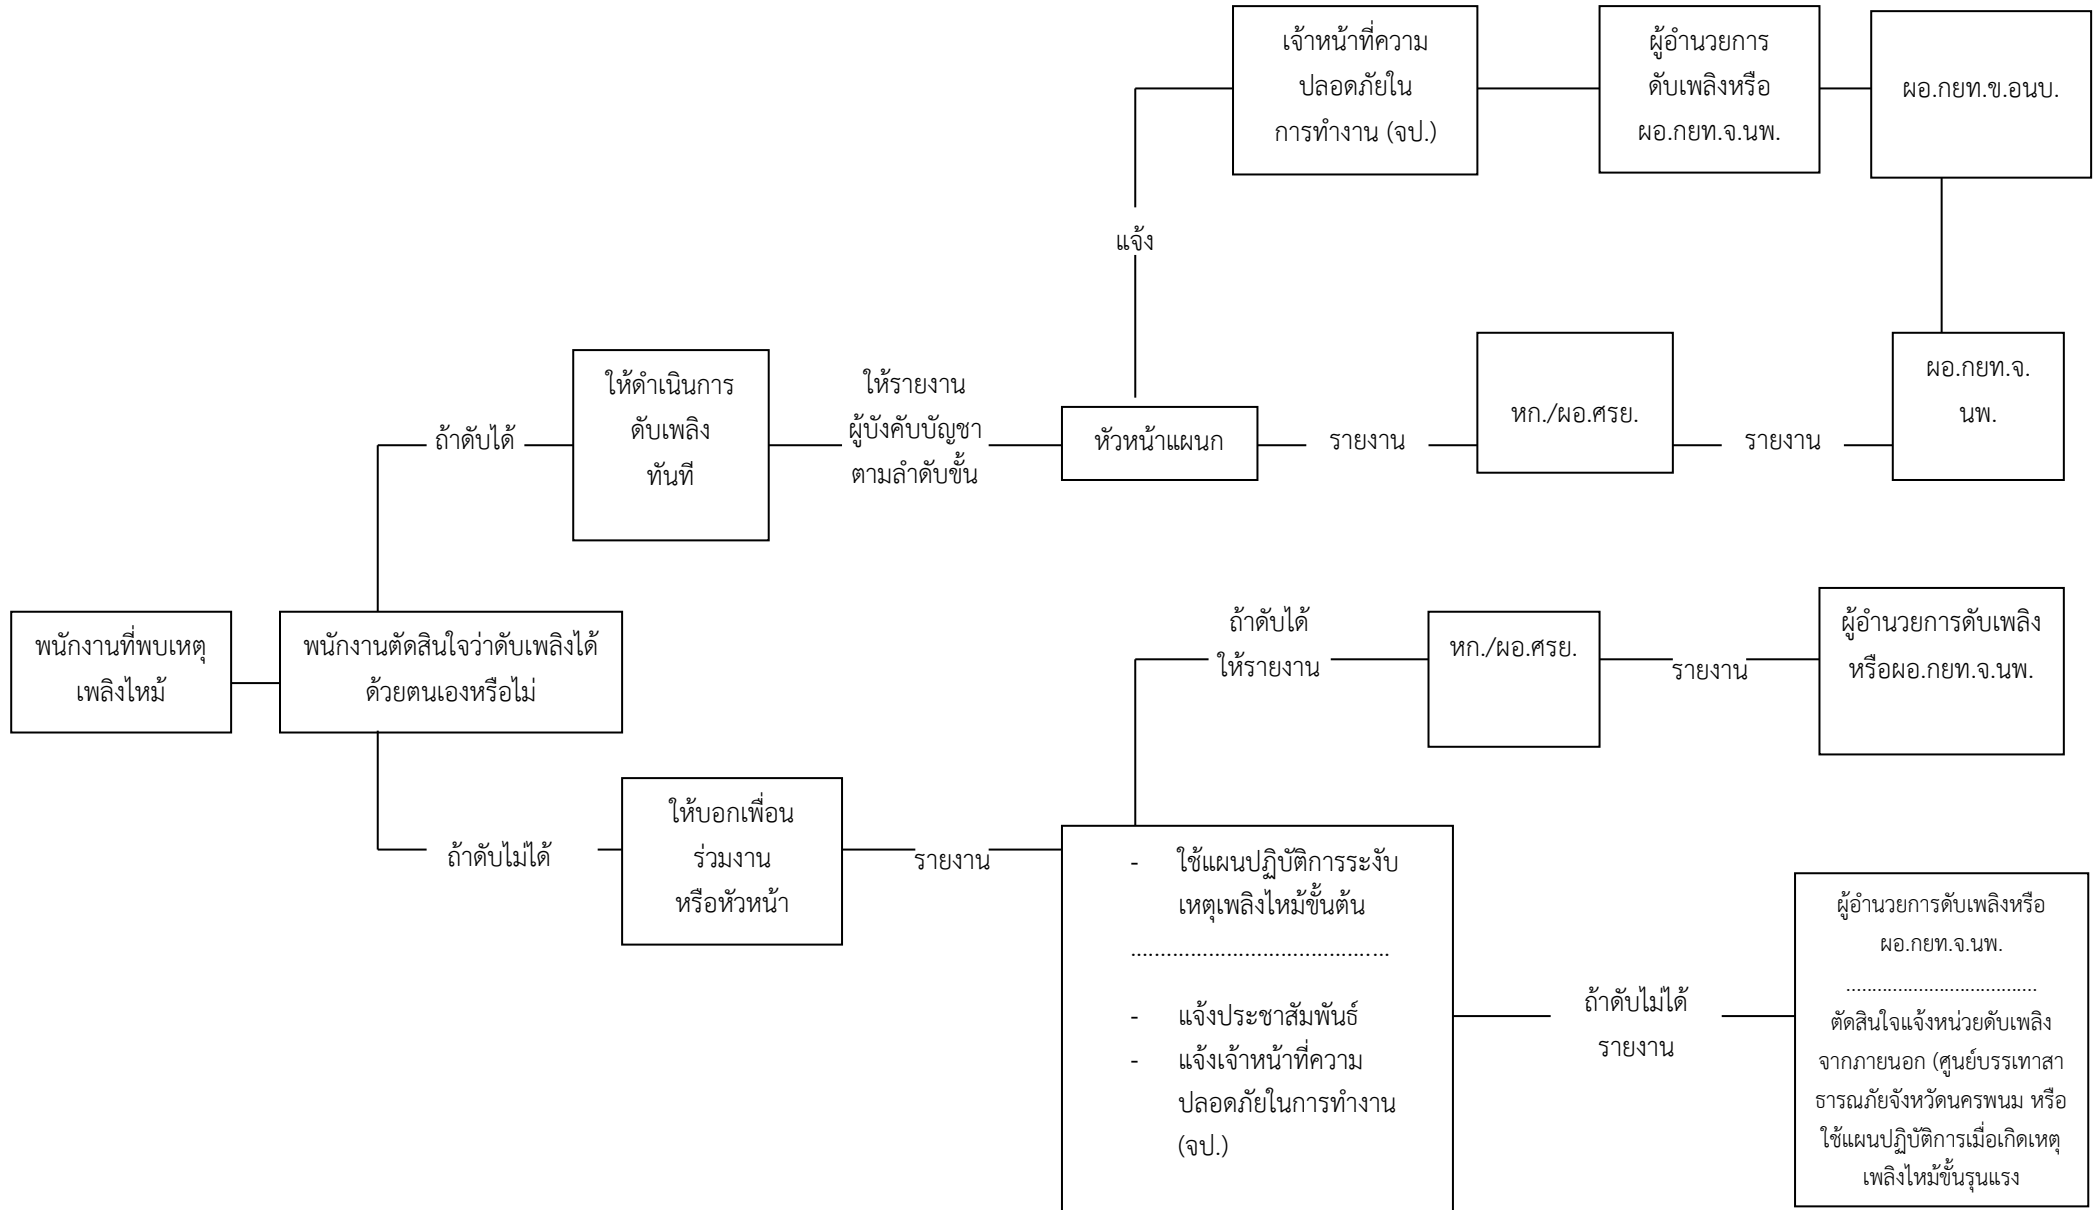 เจ้าหน้าที่ความ
ปลอดภัยใน
การทำงาน (จป.)
ผู้อำนวยการ
ดับเพลิงหรือ
ผอ.กยท.จ.นพ.
ผอ.กยท.ข.อนบ.
แจ้ง
ถ้าดับได้
ให้ดำเนินการ
ดับเพลิง
ทันที
ให้รายงาน
ผู้บังคับบัญชา
ตามลำดับขั้น
หัวหน้าแผนก
รายงาน
หก./ผอ.ศรย.
รายงาน
ผอ.กยท.จ.
นพ.
พนักงานที่พบเหตุ
เพลิงไหม้
พนักงานตัดสินใจว่าดับเพลิงได้
ด้วยตนเองหรือไม่
ถ้าดับได้
ให้รายงาน
หก./ผอ.ศรย.
รายงาน
ผู้อำนวยการดับเพลิง
หรือผอ.กยท.จ.นพ.
ถ้าดับไม่ได้
ให้บอกเพื่อน
ร่วมงาน
หรือหัวหน้า
รายงาน
- ใช้แผนปฏิบัติการระงับ
เหตุเพลิงไหม้ขั้นต้น
............................................
- แจ้งประชาสัมพันธ์
- แจ้งเจ้าหน้าที่ความ
ปลอดภัยในการทำงาน
(จป.)
ถ้าดับไม่ได้
รายงาน
ผู้อำนวยการดับเพลิงหรือ
ผอ.กยท.จ.นพ.
.....................................
ตัดสินใจแจ้งหน่วยดับเพลิง
จากภายนอก (ศูนย์บรรเทาสา
ธารณภัยจังหวัดนครพนม หรือ
ใช้แผนปฏิบัติการเมื่อเกิดเหตุ
เพลิงไหม้ขั้นรุนแรง